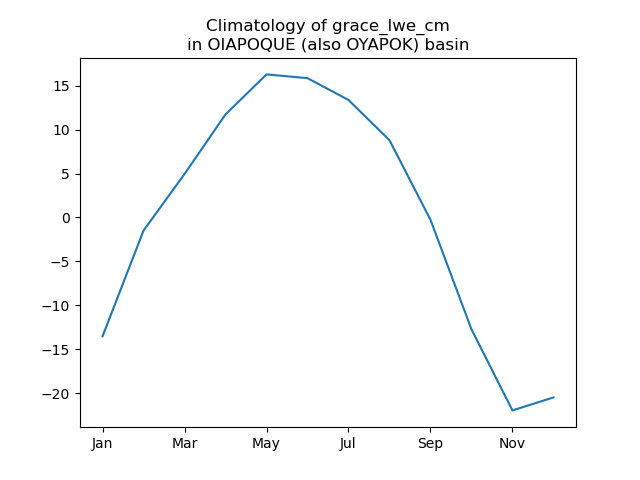 Climatology of grace_lwe_cm
in OIAPOQUE (also OYAPOK) basin
15
10
5
0
−5
−10
−15
−20
Jan Mar May Jul Sep Nov